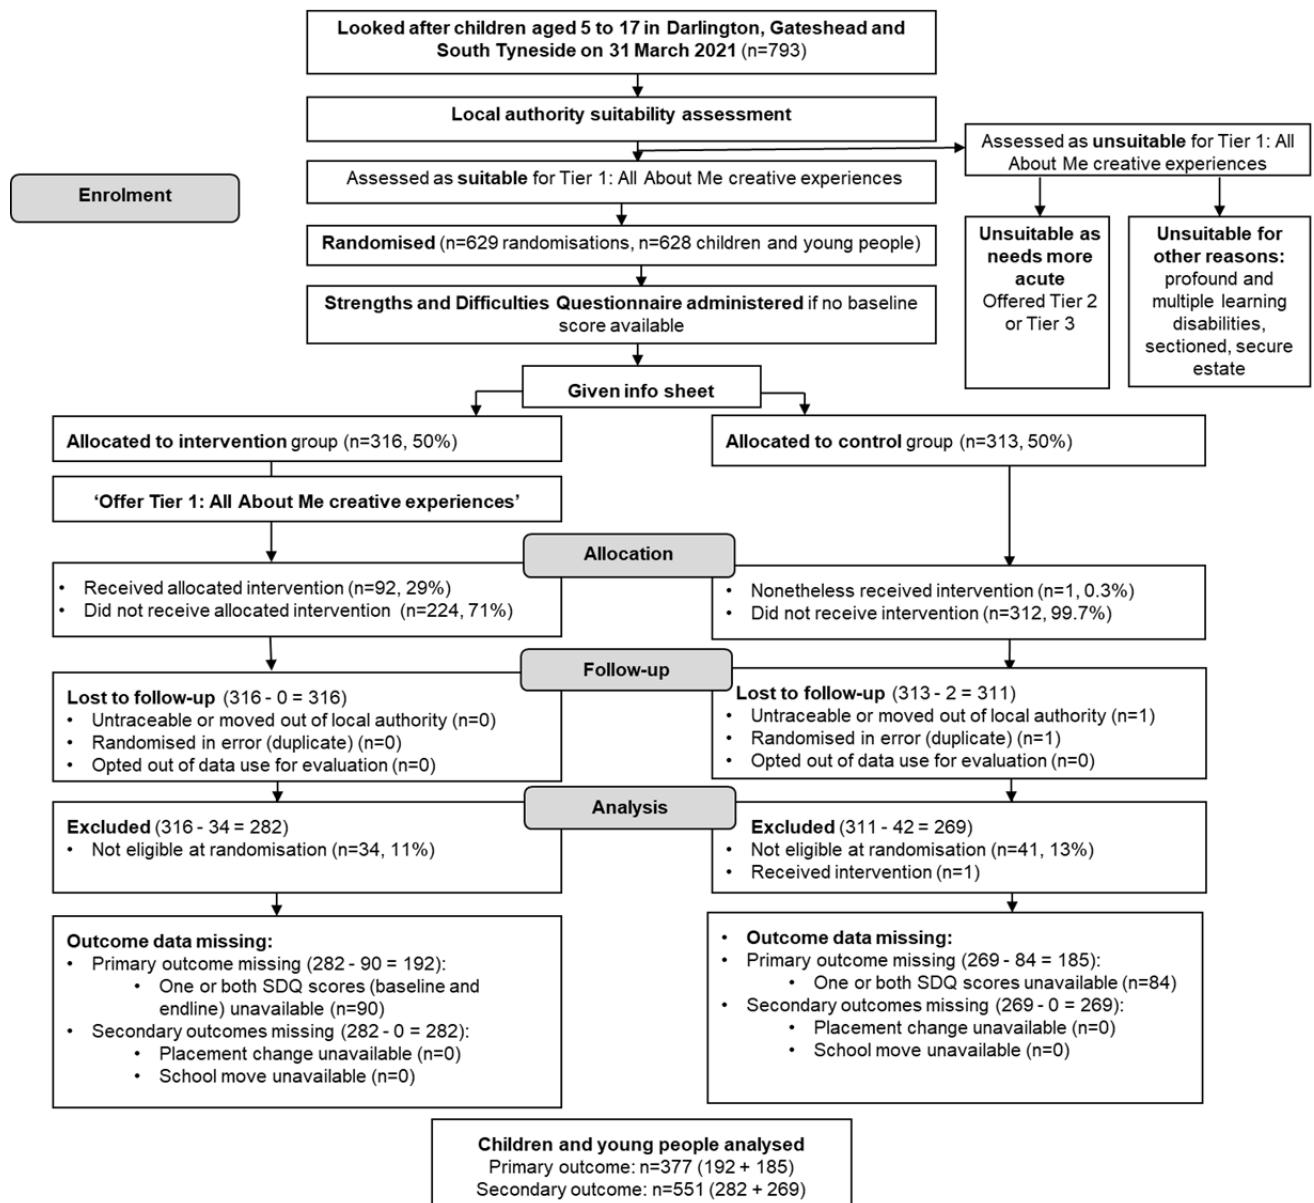 Looked after children aged 5 to 17 in Darlington, Gateshead and
South Tyneside on 31 March 2021 (n=793)
Local authority suitability assessment
Assessed as unsuitable for Tier 1: All
About Me creative experiences
Assessed as suitable for Tier 1: All About Me creative experiences
Enrolment
Unsuitable as
needs more
acute
Offered Tier 2
or Tier 3
Unsuitable for
other reasons:
profound and
multiple learning
disabilities,
sectioned, secure
estate
Randomised (n=629 randomisations, n=628 children and young people)
Strengths and Difficulties Questionnaire administered if no baseline
score available
Given info sheet
Allocated to intervention group (n=316, 50%)
Allocated to control group (n=313, 50%)
‘Offer Tier 1: All About Me creative experiences’
Allocation
• Received allocated intervention (n=92, 29%)
• Did not receive allocated intervention (n=224, 71%)
• Nonetheless received intervention (n=1, 0.3%)
• Did not receive intervention (n=312, 99.7%)
Follow-up
Lost to follow-up (316 - 0 = 316)
• Untraceable or moved out of local authority (n=0)
• Randomised in error (duplicate) (n=0)
• Opted out of data use for evaluation (n=0)
Lost to follow-up (313 - 2 = 311)
• Untraceable or moved out of local authority (n=1)
• Randomised in error (duplicate) (n=1)
• Opted out of data use for evaluation (n=0)
Analysis
Excluded (316 - 34 = 282)
• Not eligible at randomisation (n=34, 11%)
Excluded (311 - 42 = 269)
• Not eligible at randomisation (n=41, 13%)
• Received intervention (n=1)
Outcome data missing:
• Primary outcome missing (282 - 90 = 192):
• One or both SDQ scores (baseline and
endline) unavailable (n=90)
• Secondary outcomes missing (282 - 0 = 282):
• Placement change unavailable (n=0)
• School move unavailable (n=0)
• Outcome data missing:
• Primary outcome missing (269 - 84 = 185):
• One or both SDQ scores unavailable (n=84)
• Secondary outcomes missing (269 - 0 = 269):
• Placement change unavailable (n=0)
• School move unavailable (n=0)
Children and young people analysed
Primary outcome: n=377 (192 + 185)
Secondary outcome: n=551 (282 + 269)